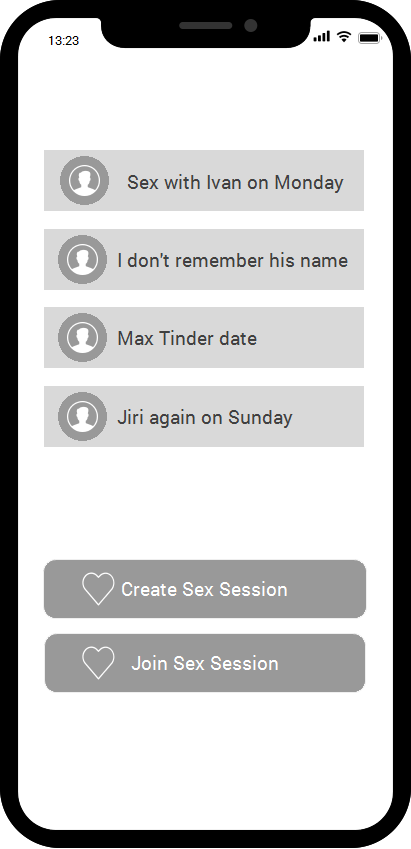 13:23
Sex with Ivan on Monday
I don't remember his name
Max Tinder date
Jiri again on Sunday
Create Sex Session
Join Sex Session